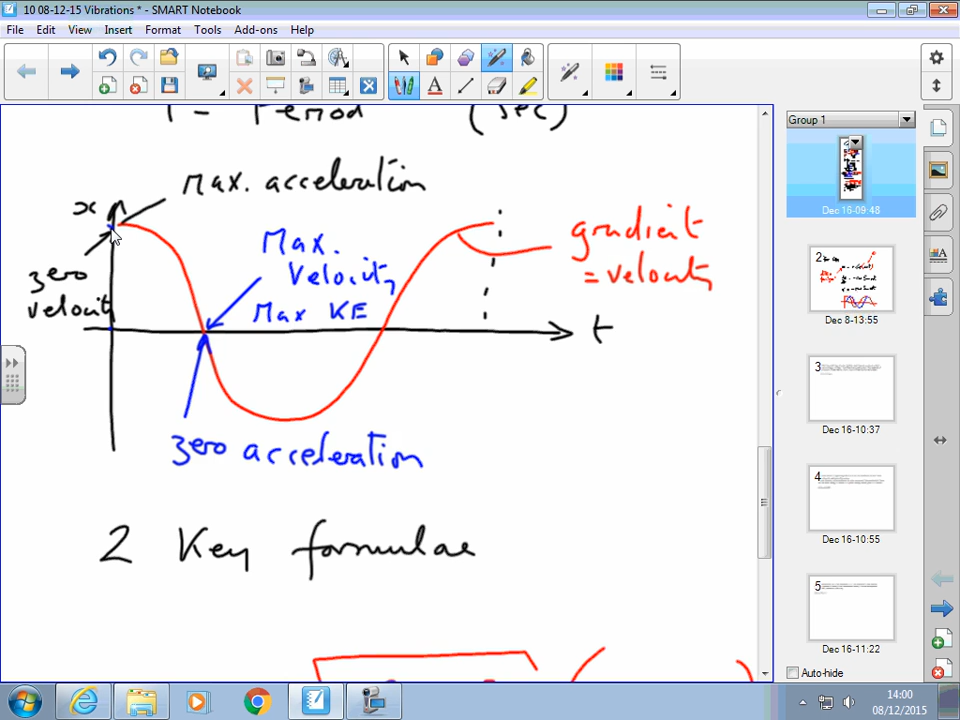 10 08-12-15 Vibrations * - SMART Notebook
File Edit View Insert Format Tools Add-ons Help
Group 1
T = Period (sec)
Max. acceleration
x
zero
velocity
Max.
Velocity
Max KE
gradient
= velocity
t
zero acceleration
2 Key formulae
Dec 16-09:48
2
Dec 8-13:55
3
Dec 16-10:37
4
Dec 16-10:55
5
Dec 16-11:22
Auto-hide
14:00
08/12/2015